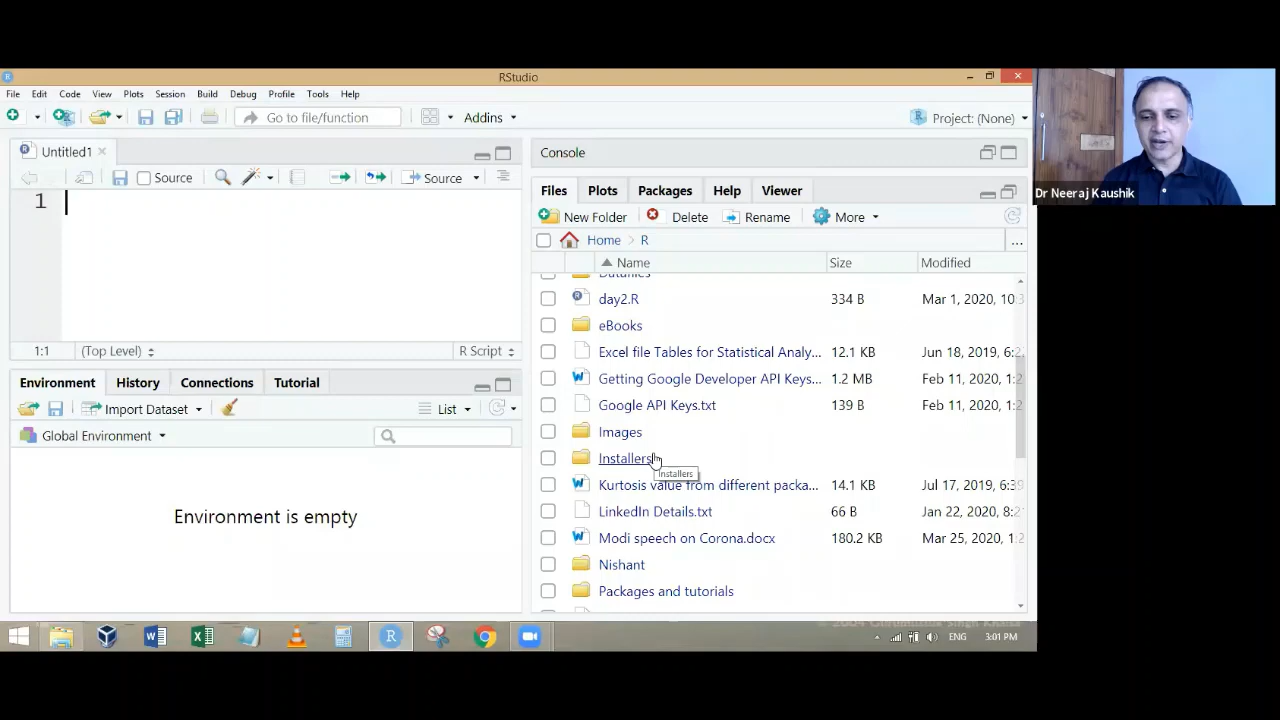 RStudio
File Edit Code View Plots Session Build Debug Profile Tools Help
Go to file/function Addins Project: (None)
Untitled1 Console
Source Source
Files Plots Packages Help Viewer
1
New Folder Delete Rename More
Home R
Name Size Modified
Datafiles
day2.R 334 B Mar 1, 2020, 10:3
eBooks
1:1 (Top Level) R Script
Excel file Tables for Statistical Analy... 12.1 KB Jun 18, 2019, 6:2
Environment History Connections Tutorial
Getting Google Developer API Keys... 1.2 MB Feb 11, 2020, 1:2
Import Dataset List
Google API Keys.txt 139 B Feb 11, 2020, 1:2
Global Environment
Images
Installers
Installers
Kurtosis value from different packa... 14.1 KB Jul 17, 2019, 6:39
Environment is empty
LinkedIn Details.txt 66 B Jan 22, 2020, 8:2
Modi speech on Corona.docx 180.2 KB Mar 25, 2020, 1:2
Nishant
Packages and tutorials
ENG 3:01 PM
Dr Neeraj Kaushik